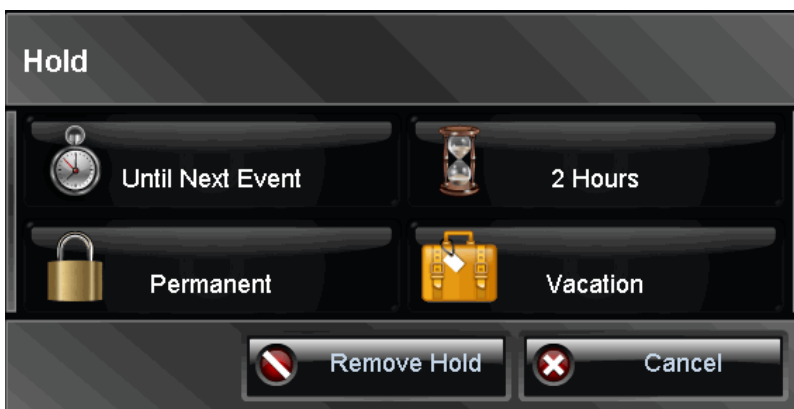 Hold
Until Next Event
2 Hours
Permanent
Vacation
Remove Hold
Cancel